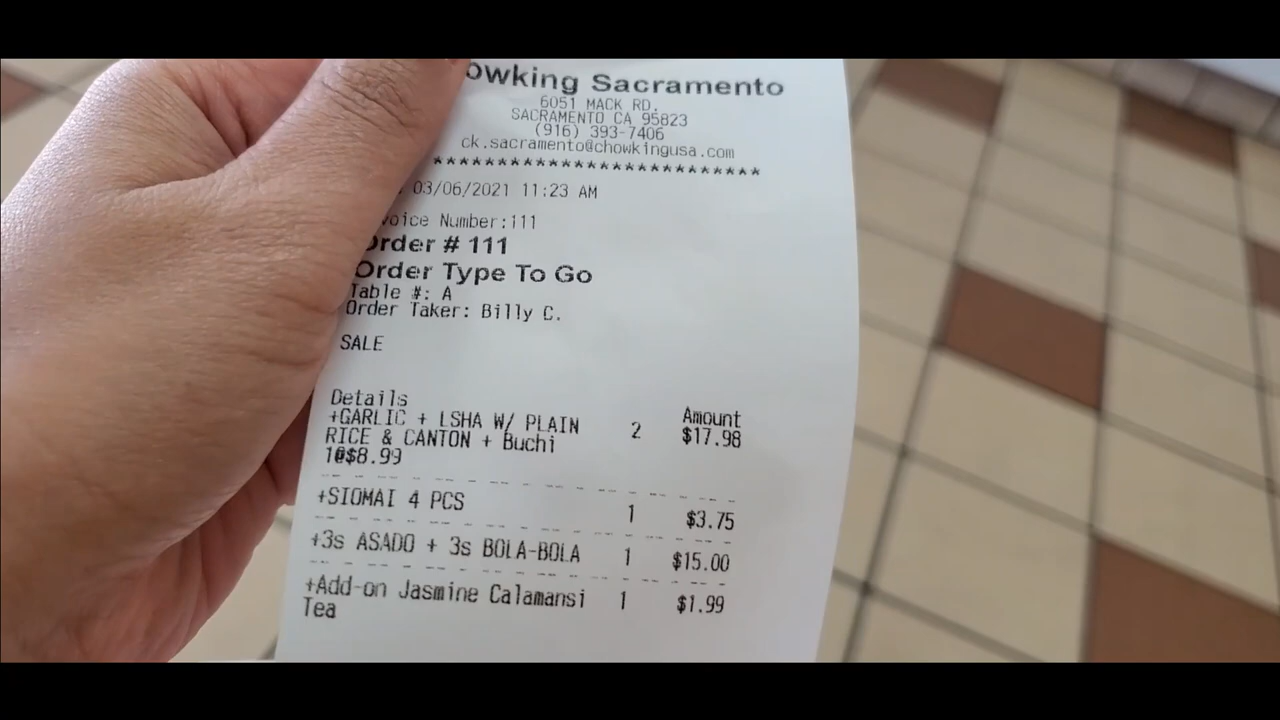 owking Sacramento
6051 MACK RD.
SACRAMENTO CA 95823
(916) 393-7406
ck.sacramento@chowkingusa.com
*******************************
03/06/2021 11:23 AM
voice Number:111
Order # 111
Order Type To Go
Table #: A
Order Taker: Billy C.
SALE
Details Amount
+GARLIC + LSHA W/ PLAIN 2 $17.98
RICE & CANTON + Buchi
1@$8.99
+SIOMAI 4 PCS 1 $3.75
+3s ASADO + 3s BOLA-BOLA 1 $15.00
+Add-on Jasmine Calamansi 1 $1.99
Tea